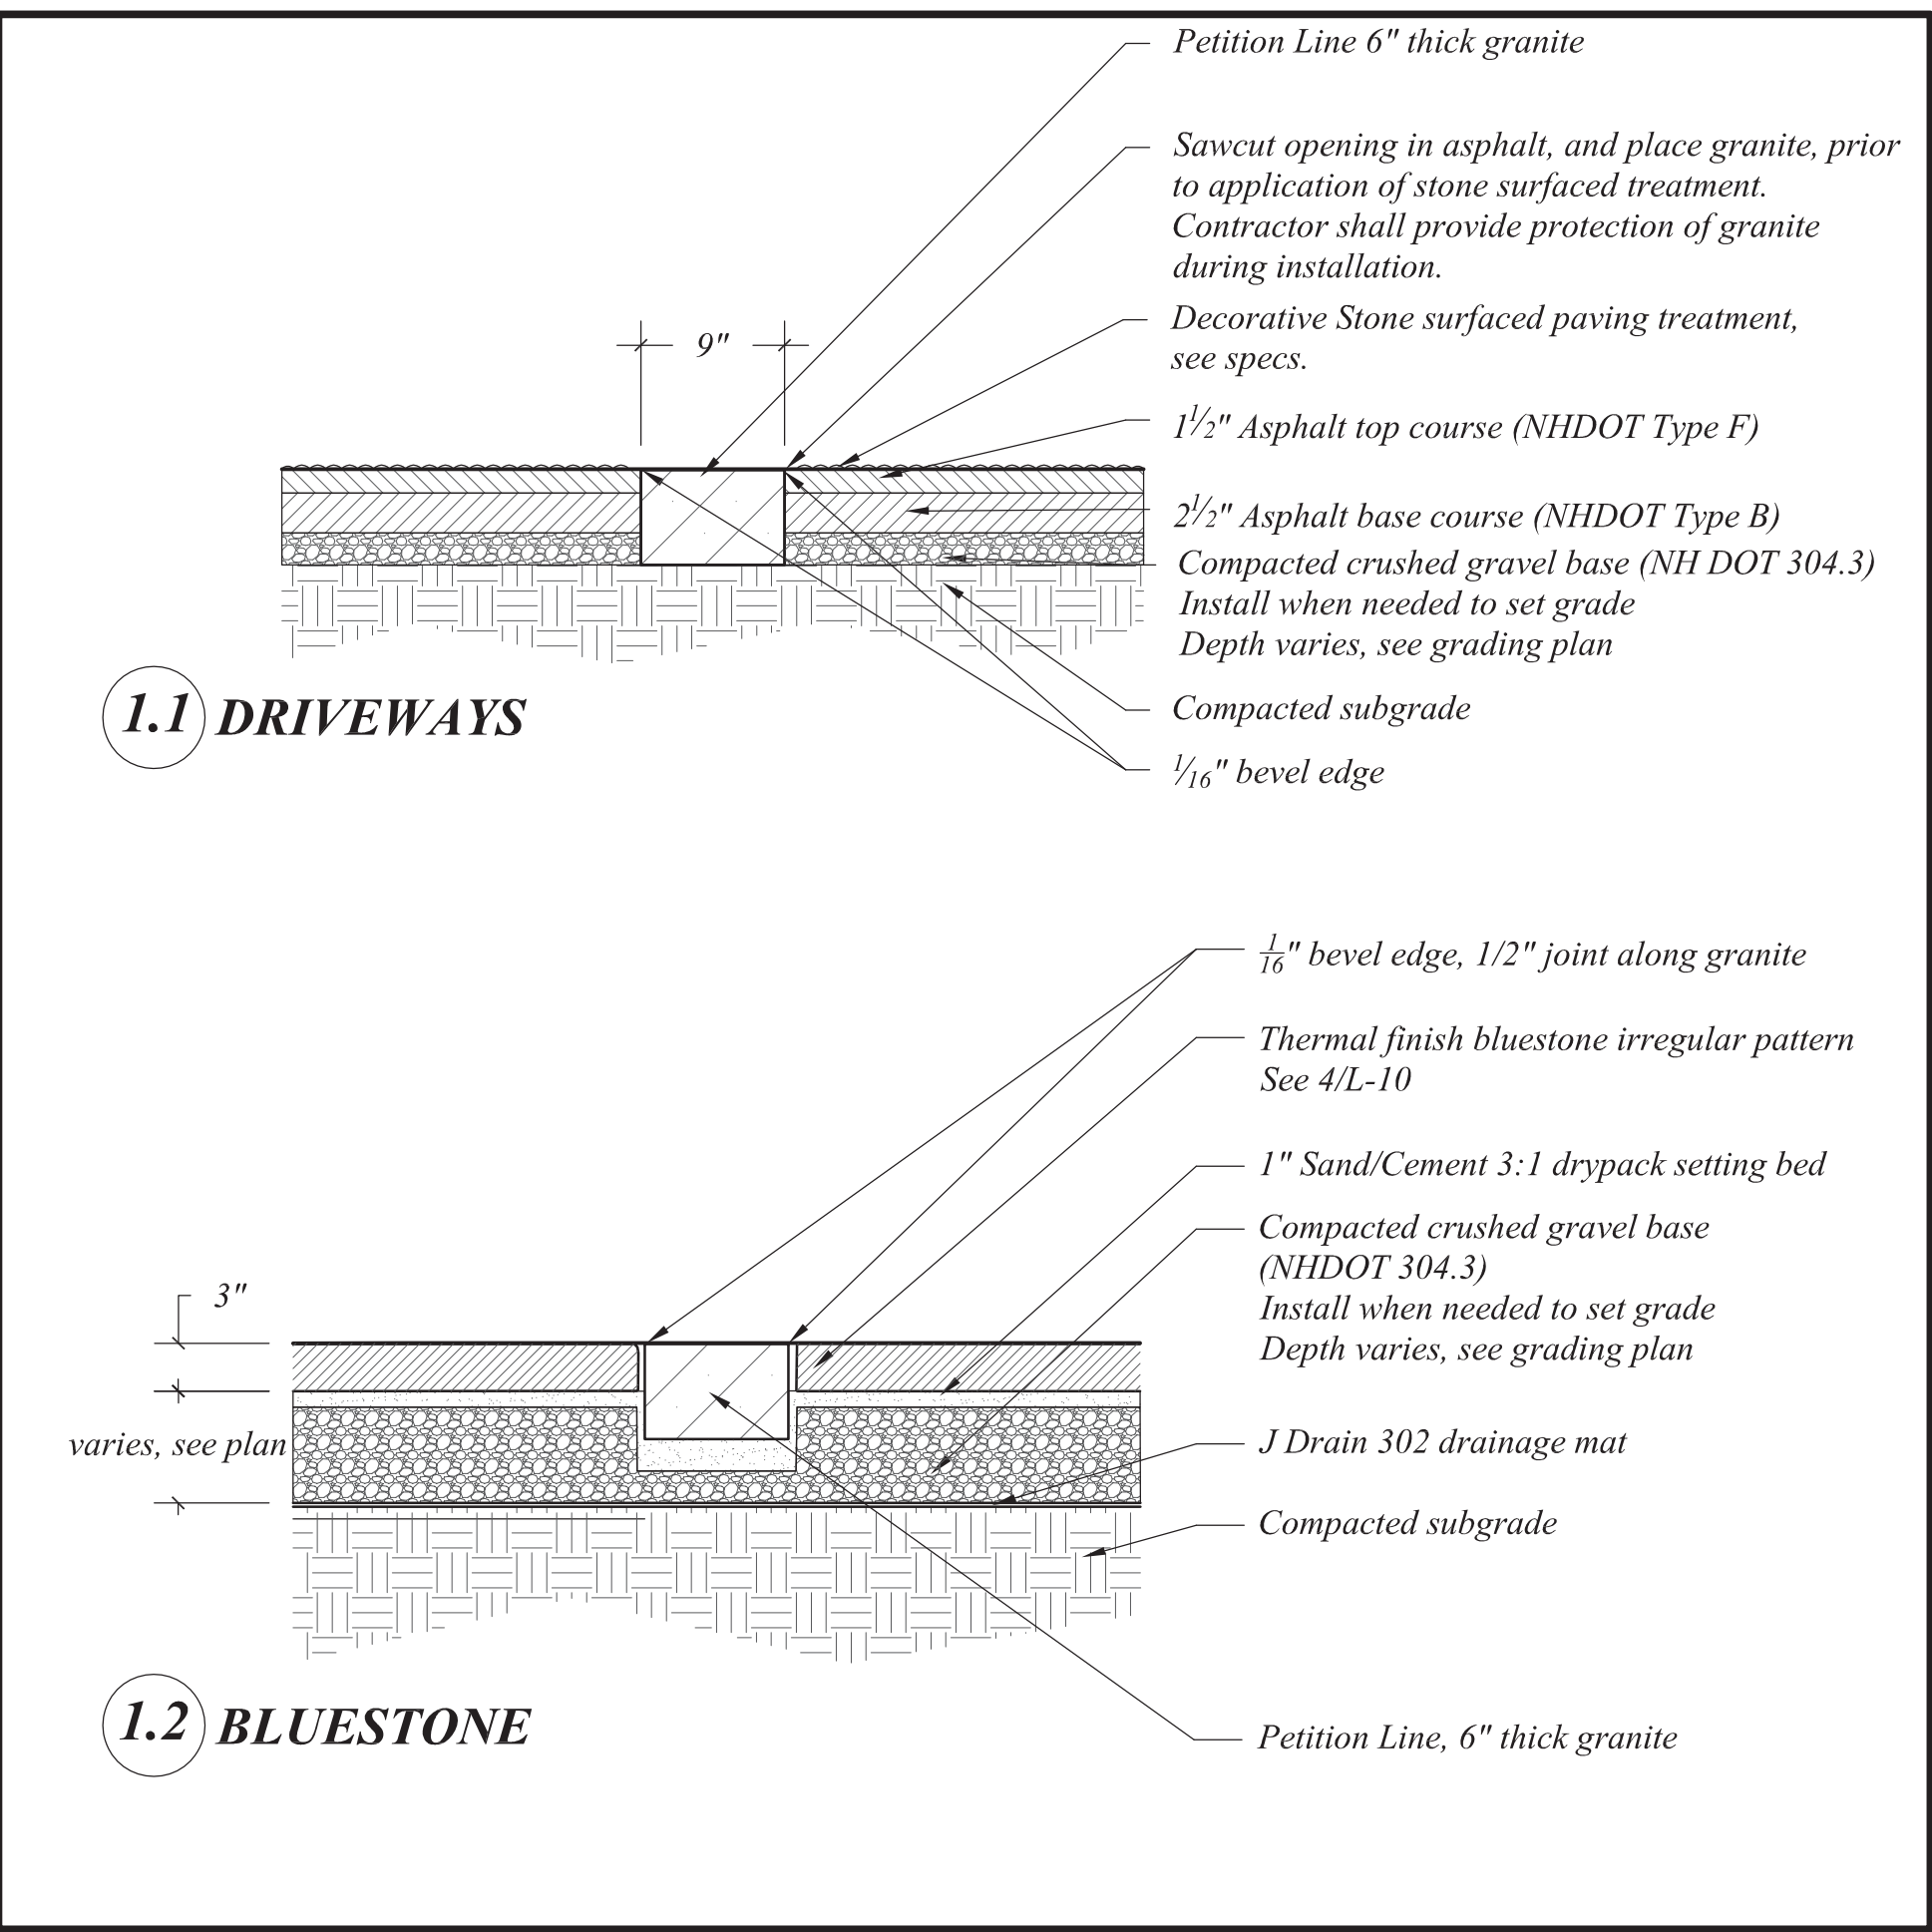 Petition Line 6" thick granite
Sawcut opening in asphalt, and place granite, prior
to application of stone surfaced treatment.
Contractor shall provide protection of granite
during installation.
Decorative Stone surfaced paving treatment,
see specs.
9"
1 1/2" Asphalt top course (NHDOT Type F)
2 1/2" Asphalt base course (NHDOT Type B)
Compacted crushed gravel base (NH DOT 304.3)
Install when needed to set grade
Depth varies, see grading plan
Compacted subgrade
1/16" bevel edge
1.1 DRIVEWAYS
1/16" bevel edge, 1/2" joint along granite
Thermal finish bluestone irregular pattern
See 4/L-10
1" Sand/Cement 3:1 drypack setting bed
Compacted crushed gravel base
(NHDOT 304.3)
Install when needed to set grade
Depth varies, see grading plan
3"
varies, see plan
J Drain 302 drainage mat
Compacted subgrade
Petition Line, 6" thick granite
1.2 BLUESTONE